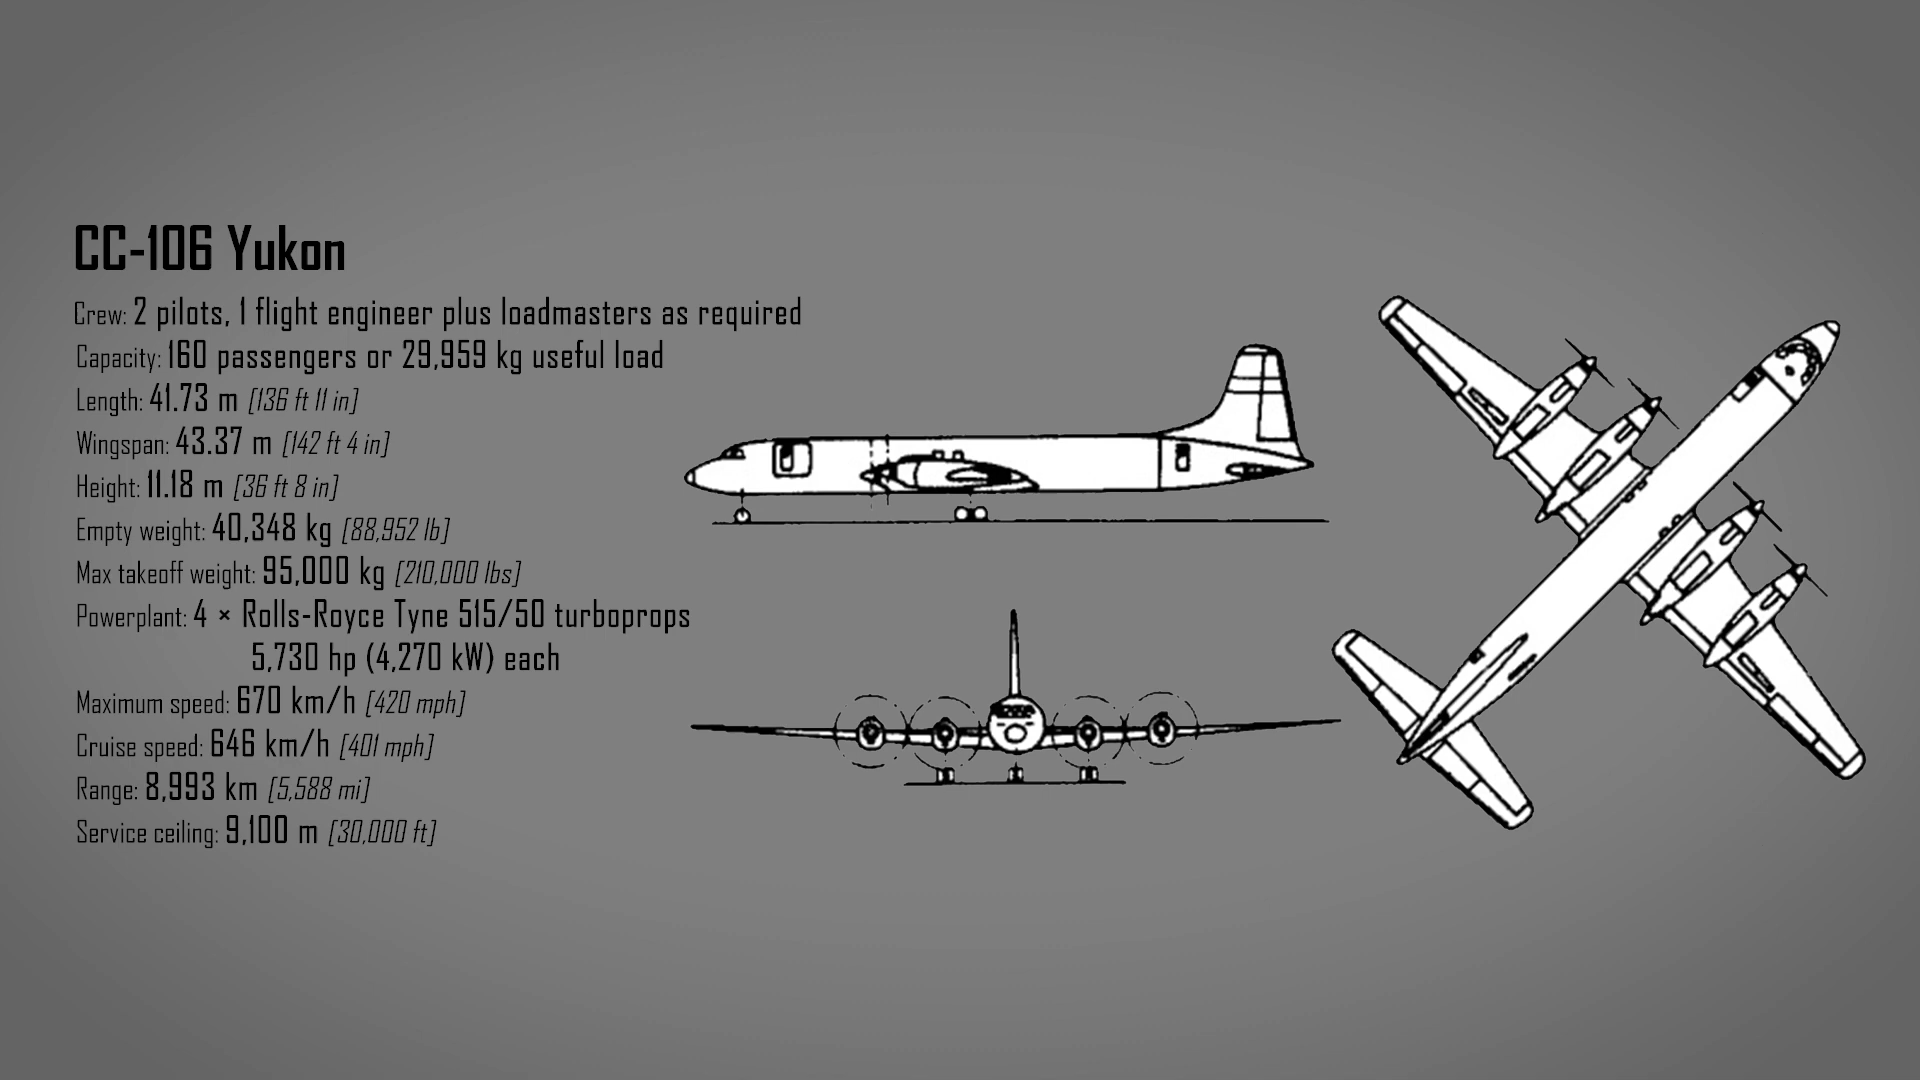 CC-106 Yukon
Crew: 2 pilots, 1 flight engineer plus loadmasters as required
Capacity: 160 passengers or 29,959 kg useful load
Length: 41.73 m [136 ft 11 in]
Wingspan: 43.37 m [142 ft 4 in]
Height: 11.18 m [36 ft 8 in]
Empty weight: 40,348 kg [88,952 lb]
Max takeoff weight: 95,000 kg [210,000 lbs]
Powerplant: 4 × Rolls-Royce Tyne 515/50 turboprops
5,730 hp (4,270 kW) each
Maximum speed: 670 km/h [420 mph]
Cruise speed: 646 km/h [401 mph]
Range: 8,993 km [5,588 mi]
Service ceiling: 9,100 m [30,000 ft]